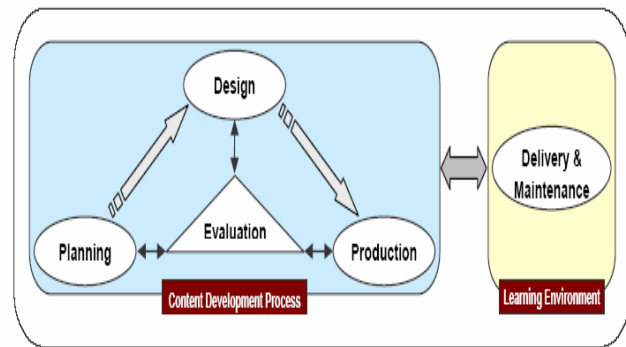 Design
Planning
Evaluation
Production
Content Development Process
Delivery &
Maintenance
Learning Environment